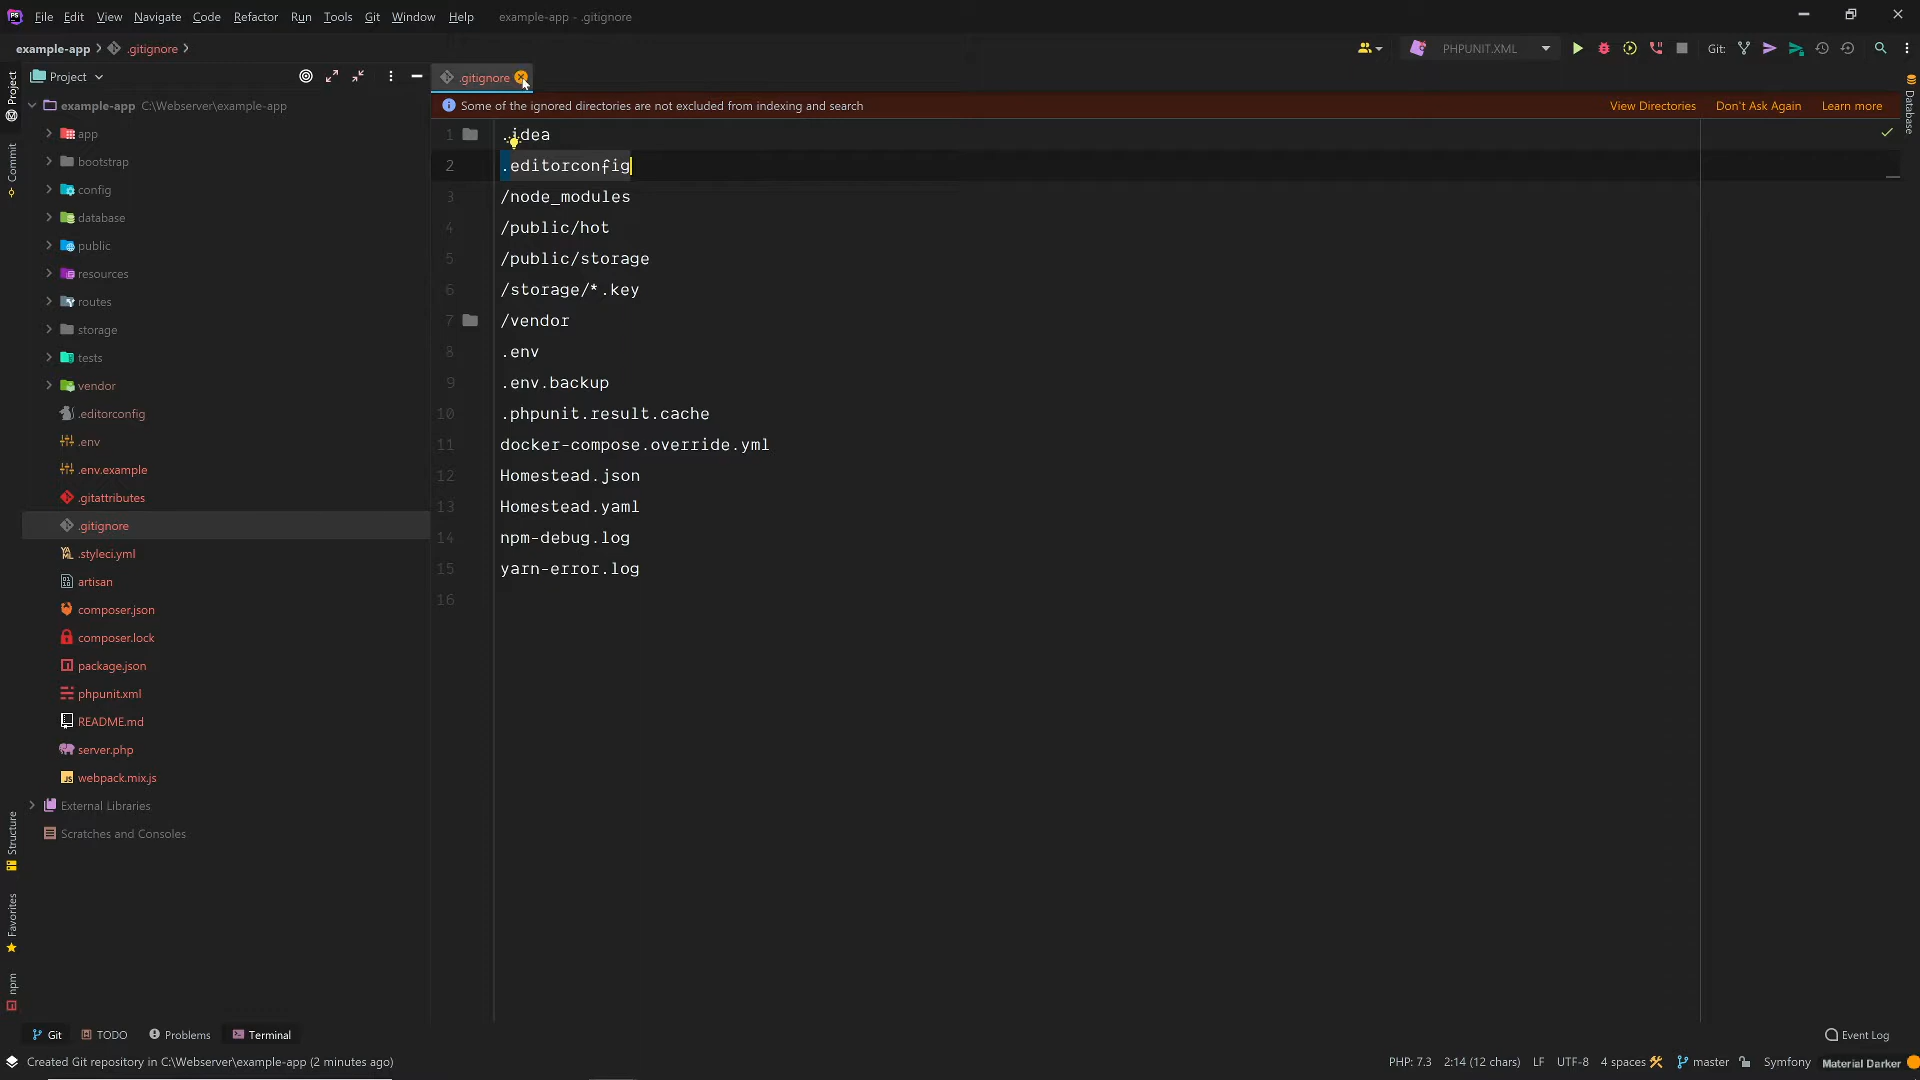 PS File Edit View Navigate Code Refactor Run Tools Git Window Help example-app - .gitignore
example-app .gitignore PHPUNIT.XML Git:
Project .gitignore
Some of the ignored directories are not excluded from indexing and search View Directories Don't Ask Again Learn more
example-app C:\Webserver\example-app
app
bootstrap
config
database
public
resources
routes
storage
tests
vendor
.editorconfig
.env
.env.example
.gitattributes
.gitignore
.styleci.yml
artisan
composer.json
composer.lock
package.json
phpunit.xml
README.md
server.php
webpack.mix.js
External Libraries
Scratches and Consoles
1 .idea
2 .editorconfig
3 /node_modules
4 /public/hot
5 /public/storage
6 /storage/*.key
7 /vendor
8 .env
9 .env.backup
10 .phpunit.result.cache
11 docker-compose.override.yml
12 Homestead.json
13 Homestead.yaml
14 npm-debug.log
15 yarn-error.log
16
Project
Commit
Structure
Favorites
npm
Database
Git TODO Problems Terminal Event Log
Created Git repository in C:\Webserver\example-app (2 minutes ago) PHP: 7.3 2:14 (12 chars) LF UTF-8 4 spaces master Symfony Material Darker